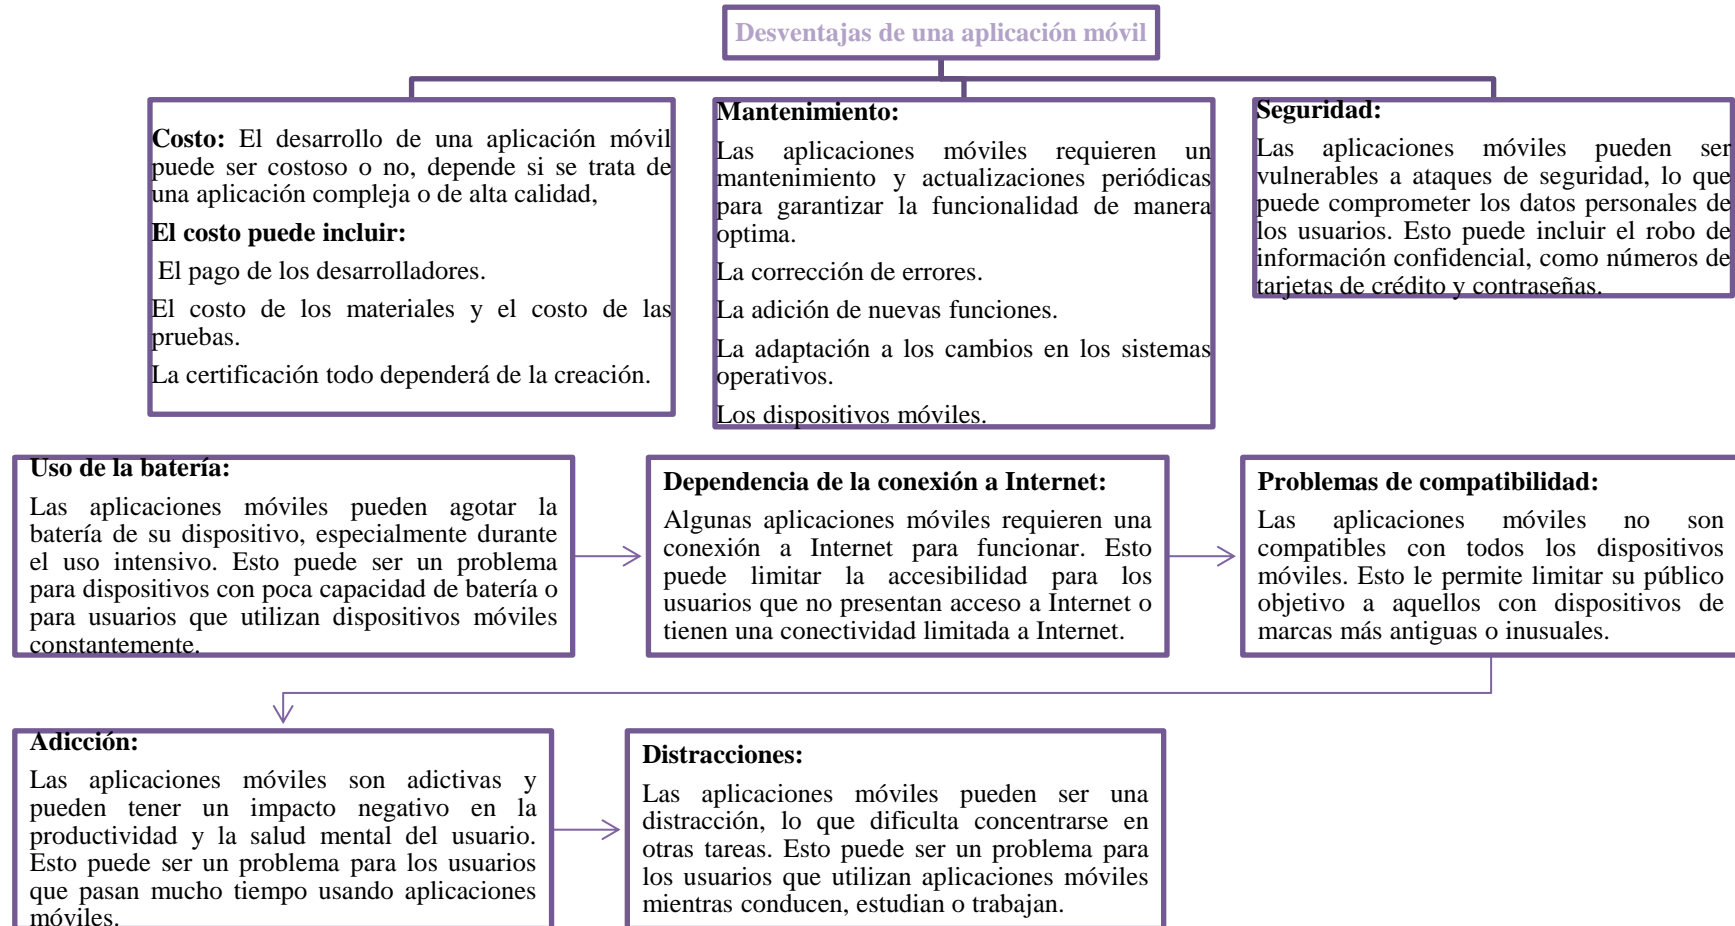 Desventajas de una aplicación móvil
Costo: El desarrollo de una aplicación móvil
puede ser costoso o no, depende si se trata de
una aplicación compleja o de alta calidad,
El costo puede incluir:
El pago de los desarrolladores.
El costo de los materiales y el costo de las
pruebas.
La certificación todo dependerá de la creación.
Mantenimiento:
Las aplicaciones móviles requieren un
mantenimiento y actualizaciones periódicas
para garantizar la funcionalidad de manera
optima.
La corrección de errores.
La adición de nuevas funciones.
La adaptación a los cambios en los sistemas
operativos.
Los dispositivos móviles.
Seguridad:
Las aplicaciones móviles pueden ser
vulnerables a ataques de seguridad, lo que
puede comprometer los datos personales de
los usuarios. Esto puede incluir el robo de
información confidencial, como números de
tarjetas de crédito y contraseñas.
Uso de la batería:
Las aplicaciones móviles pueden agotar la
batería de su dispositivo, especialmente durante
el uso intensivo. Esto puede ser un problema
para dispositivos con poca capacidad de batería o
para usuarios que utilizan dispositivos móviles
constantemente.
Dependencia de la conexión a Internet:
Algunas aplicaciones móviles requieren una
conexión a Internet para funcionar. Esto
puede limitar la accesibilidad para los
usuarios que no presentan acceso a Internet o
tienen una conectividad limitada a Internet.
Problemas de compatibilidad:
Las aplicaciones móviles no son
compatibles con todos los dispositivos
móviles. Esto le permite limitar su público
objetivo a aquellos con dispositivos de
marcas más antiguas o inusuales.
Adicción:
Las aplicaciones móviles son adictivas y
pueden tener un impacto negativo en la
productividad y la salud mental del usuario.
Esto puede ser un problema para los usuarios
que pasan mucho tiempo usando aplicaciones
móviles.
Distracciones:
Las aplicaciones móviles pueden ser una
distracción, lo que dificulta concentrarse en
otras tareas. Esto puede ser un problema para
los usuarios que utilizan aplicaciones móviles
mientras conducen, estudian o trabajan.